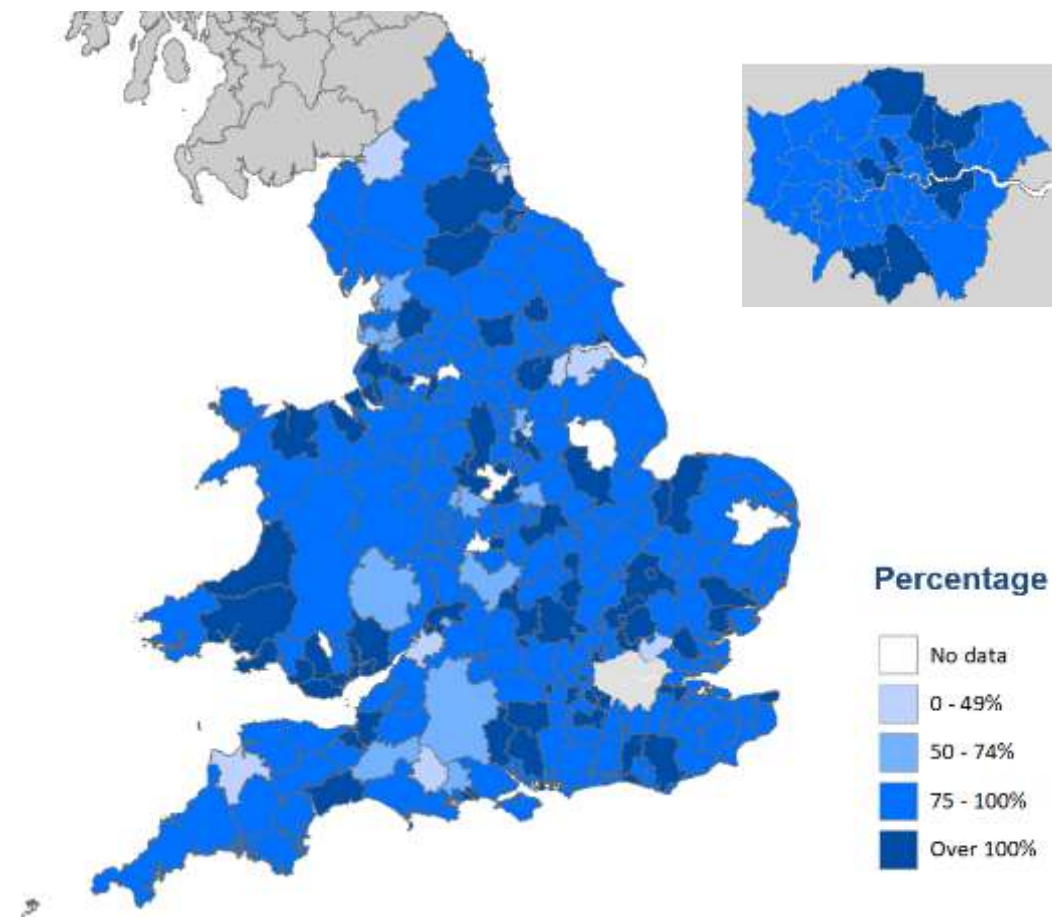 Percentage
No data
0 - 49%
50 - 74%
75 - 100%
Over 100%